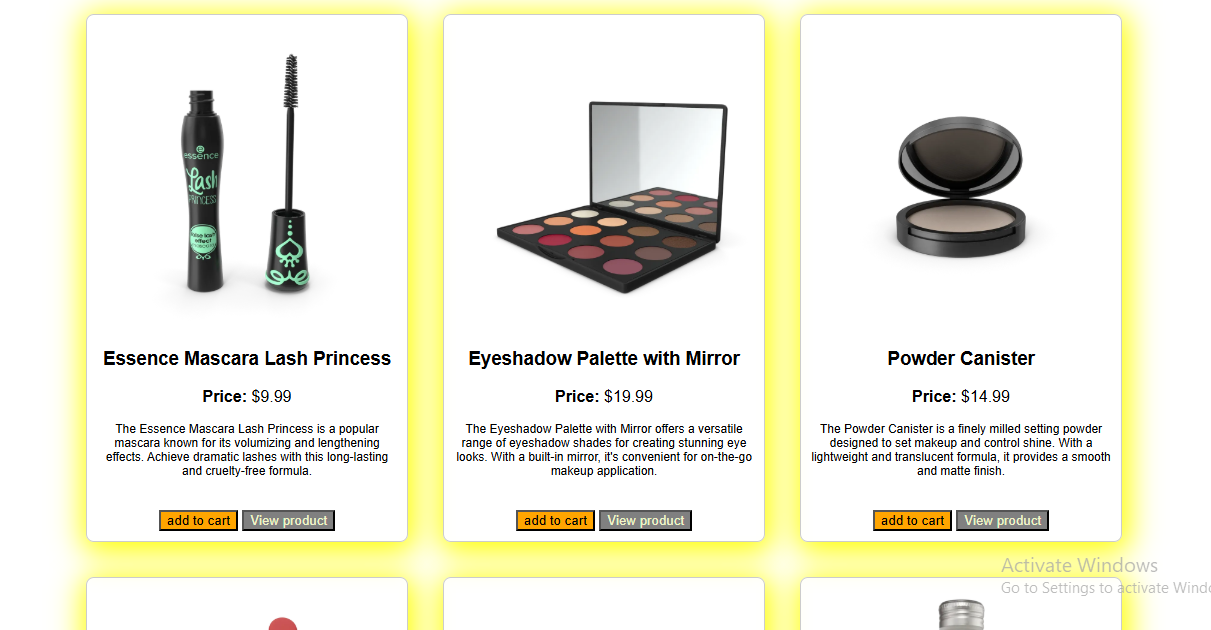 essence
Lash
PRINCESS
false lash
effect
Essence Mascara Lash Princess
Price: $9.99
The Essence Mascara Lash Princess is a popular
mascara known for its volumizing and lengthening
effects. Achieve dramatic lashes with this long-lasting
and cruelty-free formula.
add to cart View product
Eyeshadow Palette with Mirror
Price: $19.99
The Eyeshadow Palette with Mirror offers a versatile
range of eyeshadow shades for creating stunning eye
looks. With a built-in mirror, it's convenient for on-the-go
makeup application.
add to cart View product
Powder Canister
Price: $14.99
The Powder Canister is a finely milled setting powder
designed to set makeup and control shine. With a
lightweight and translucent formula, it provides a smooth
and matte finish.
add to cart View product
Activate Windows
Go to Settings to activate Windo